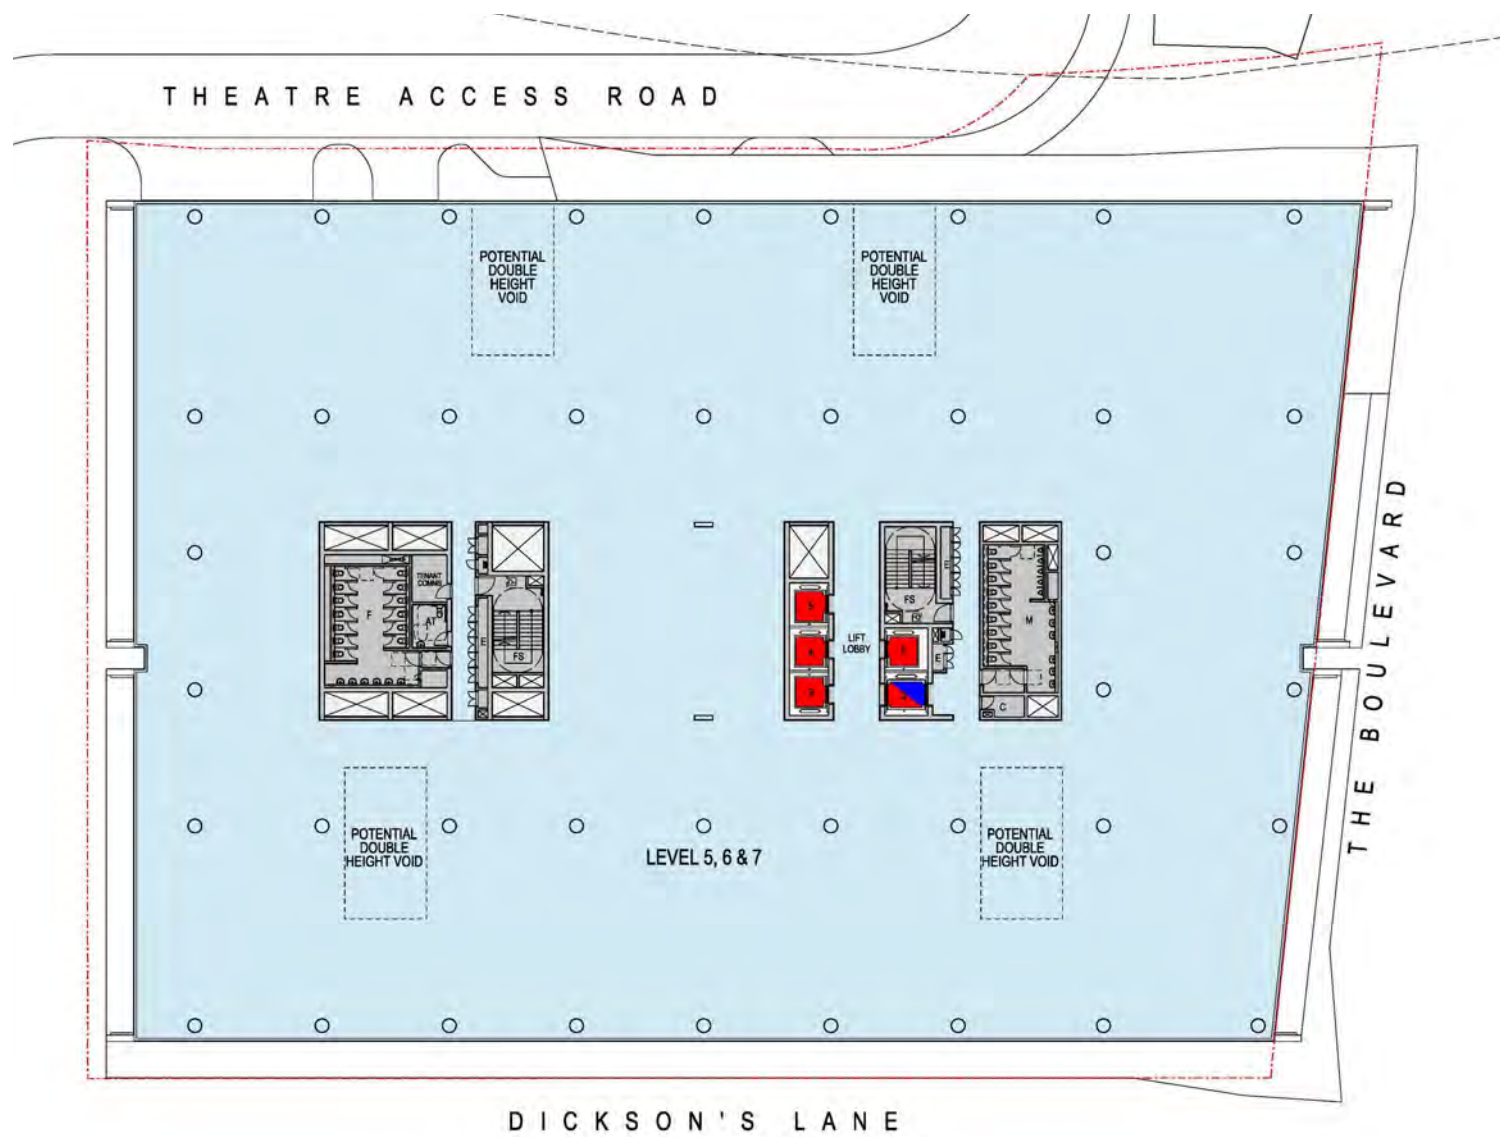 THEATRE ACCESS ROAD
POTENTIAL
DOUBLE
HEIGHT
VOID
POTENTIAL
DOUBLE
HEIGHT
VOID
TENANT
COMMS
F
AT
E
FS
LIFT
LOBBY
FS
E
E
M
C
THE BOULEVARD
POTENTIAL
DOUBLE
HEIGHT VOID
LEVEL 5, 6 & 7
POTENTIAL
DOUBLE
HEIGHT VOID
DICKSON'S LANE